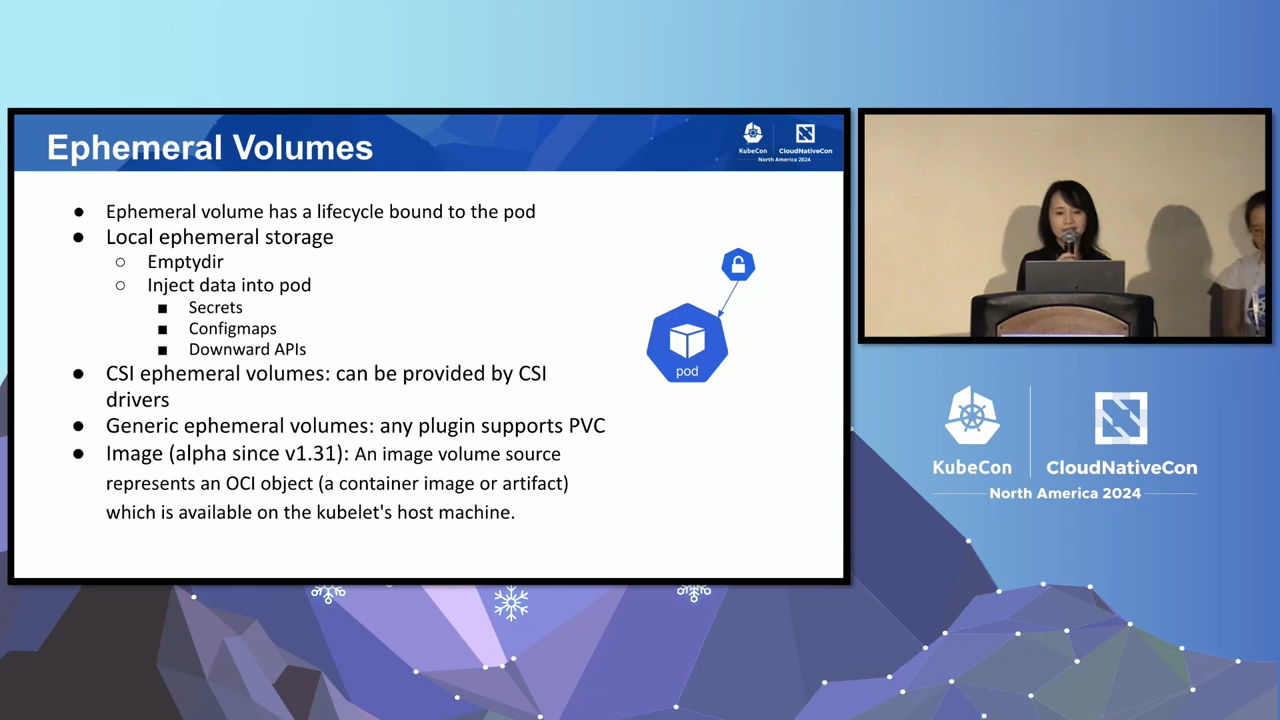 Ephemeral Volumes
KubeCon
CloudNativeCon
North America 2024
● Ephemeral volume has a lifecycle bound to the pod
● Local ephemeral storage
○ Emptydir
○ Inject data into pod
■ Secrets
■ Configmaps
■ Downward APIs
● CSI ephemeral volumes: can be provided by CSI
drivers
● Generic ephemeral volumes: any plugin supports PVC
● Image (alpha since v1.31): An image volume source
represents an OCI object (a container image or artifact)
which is available on the kubelet's host machine.
pod
KubeCon
CloudNativeCon
North America 2024